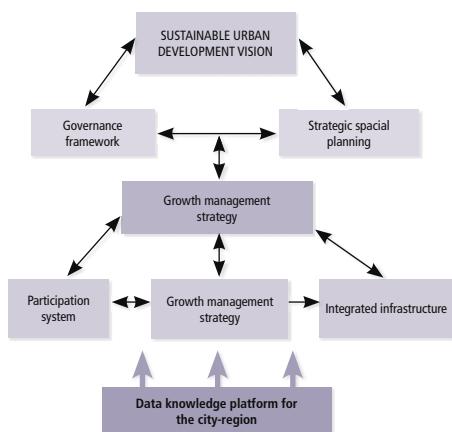 SUSTAINABLE URBAN
DEVELOPMENT VISION
Governance
framework
Strategic spacial
planning
Growth management
strategy
Participation
system
Growth management
strategy
Integrated infrastructure
Data knowledge platform for
the city-region